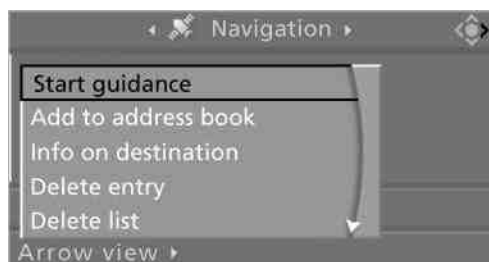 Navigation
Start guidance
Add to address book
Info on destination
Delete entry
Delete list
Arrow view